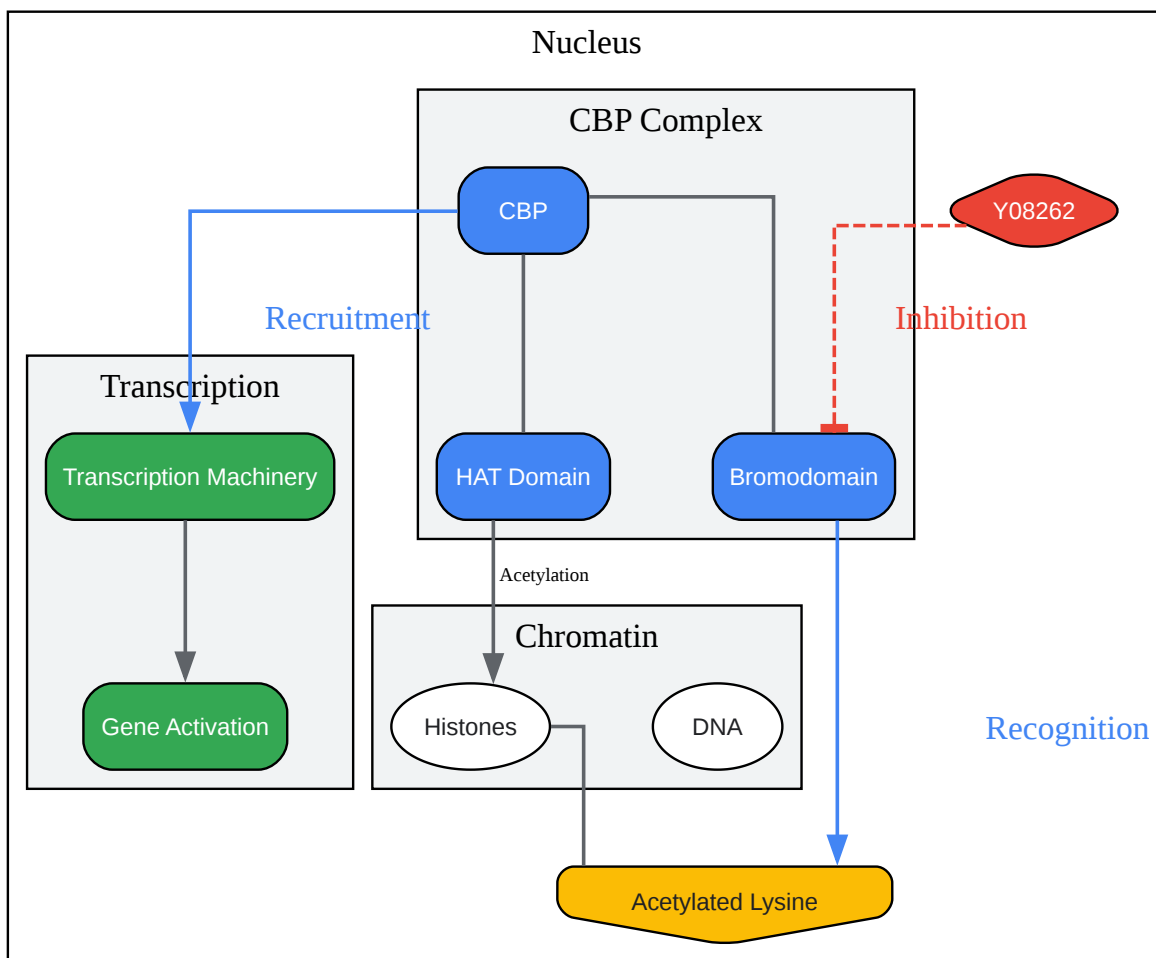 Nucleus
CBP Complex
CBP
Y08262
Recruitment
Inhibition
Transcription
Transcription Machinery
HAT Domain
Bromodomain
Acetylation
Chromatin
Gene Activation
Histones
DNA
Recognition
Acetylated Lysine